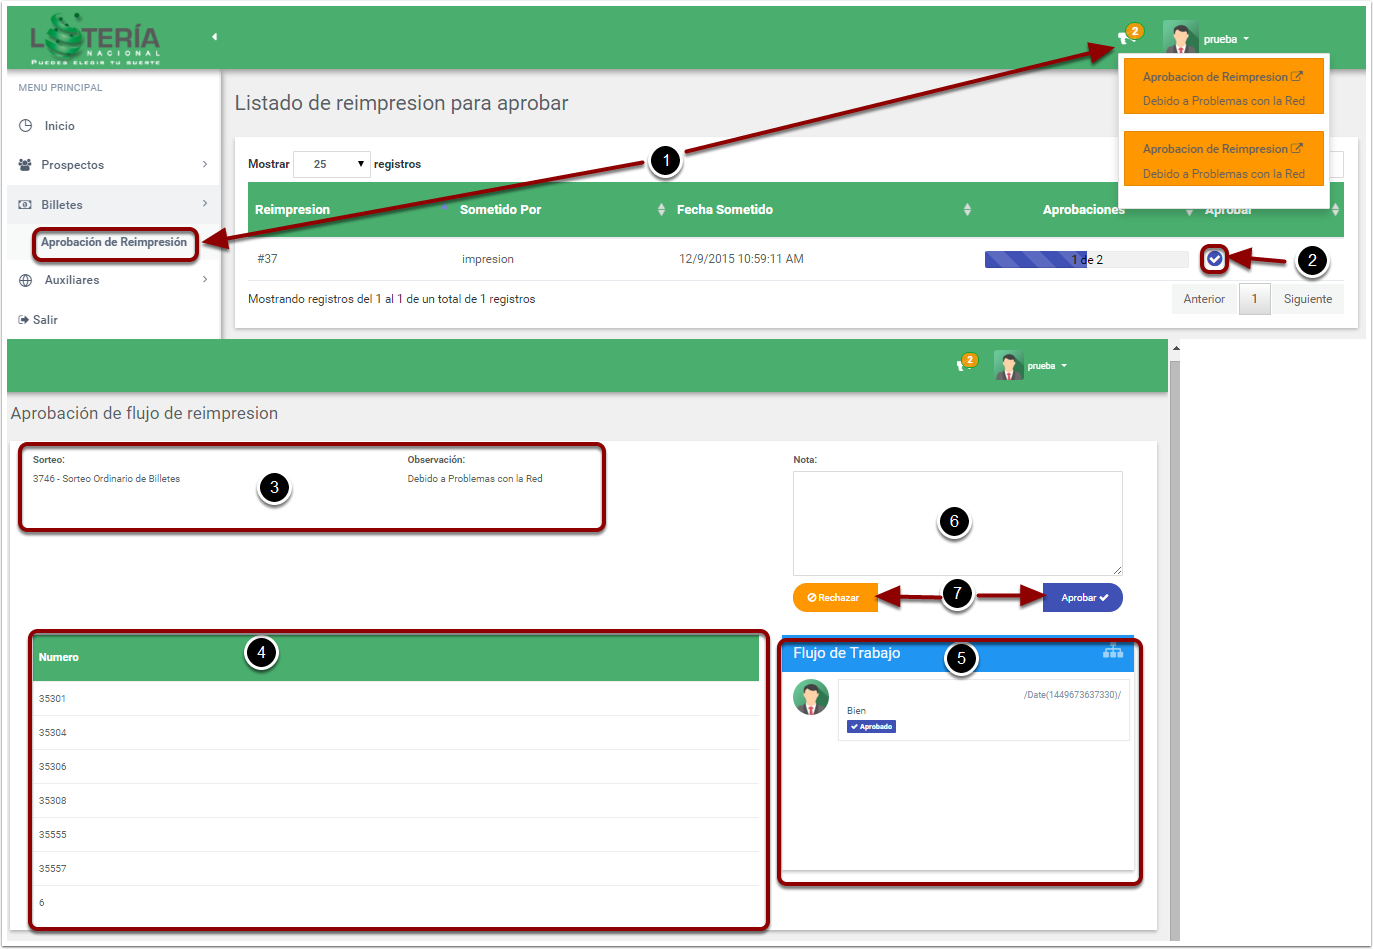 LOTERÍA
NACIONAL
PUEDES ELEGIR TU SUERTE
2
prueba
MENU PRINCIPAL
Inicio
Prospectos
Billetes
Aprobación de Reimpresión
Auxiliares
Salir
Aprobacion de Reimpresion
Debido a Problemas con la Red
Aprobacion de Reimpresion
Debido a Problemas con la Red
Listado de reimpresion para aprobar
Mostrar 25 registros
1
Reimpresion Sometido Por Fecha Sometido Aprobaciones Aprobar
#37 impresion 12/9/2015 10:59:11 AM 1 de 2
2
Mostrando registros del 1 al 1 de un total de 1 registros
Anterior 1 Siguiente
2
prueba
Aprobación de flujo de reimpresion
Sorteo: Observación:
3746 - Sorteo Ordinario de Billetes Debido a Problemas con la Red
3
Nota:
6
Rechazar
7
Aprobar
Numero
4
35301
35304
35306
35308
35555
35557
6
Flujo de Trabajo
5
/Date(1449673637330)/
Bien
Aprobado